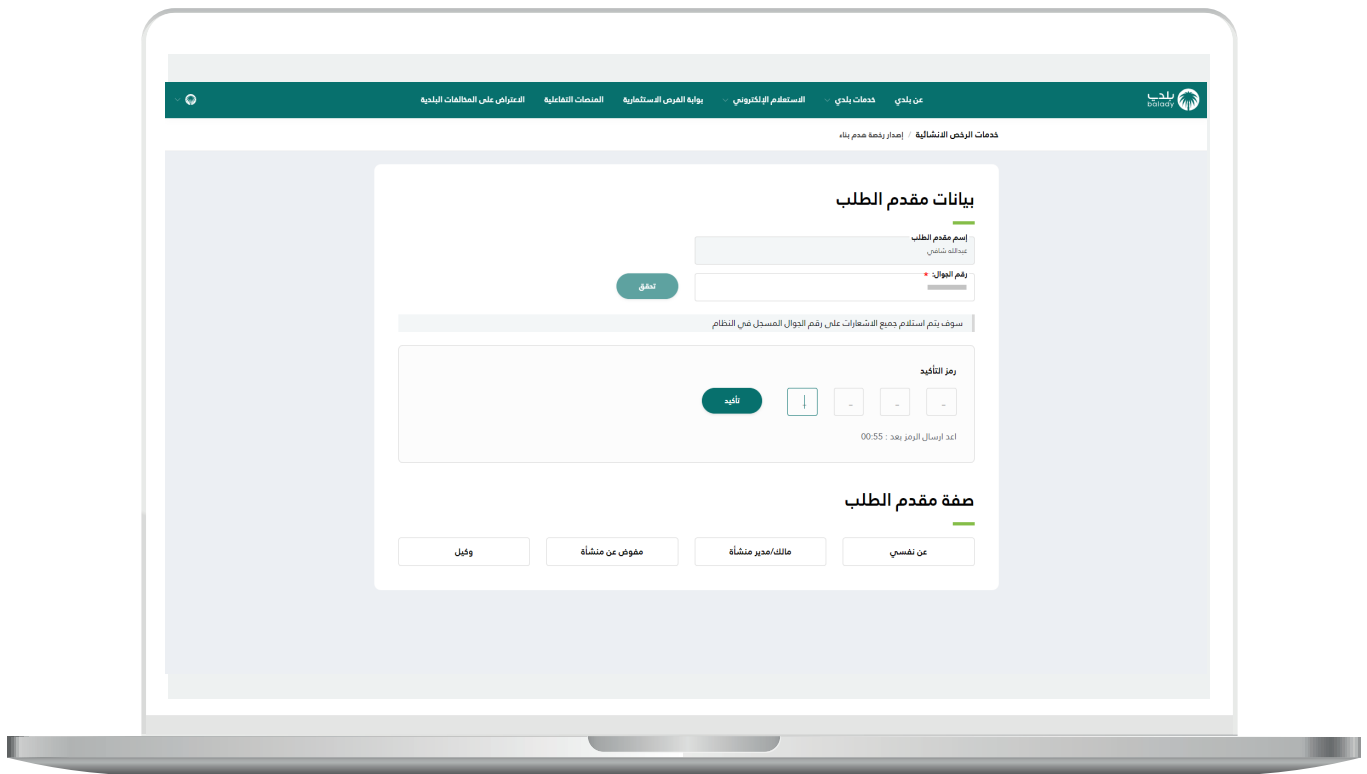 بلدي
balady
عن بلدي خدمات بلدي الاستعلام الإلكتروني بوابة الفرص الاستثمارية المنصات التفاعلية الاعتراض على المخالفات البلدية
خدمات الرخص الانشائية / إصدار رخصة هدم بناء
بيانات مقدم الطلب
إسم مقدم الطلب
عبدالله شافي
رقم الجوال: *
تحقق
سوف يتم استلام جميع الاشعارات على رقم الجوال المسجل في النظام
رمز التأكيد
تأكيد
اعد ارسال الرمز بعد : 00:55
صفة مقدم الطلب
عن نفسي مالك/مدير منشأة مفوض عن منشأة وكيل